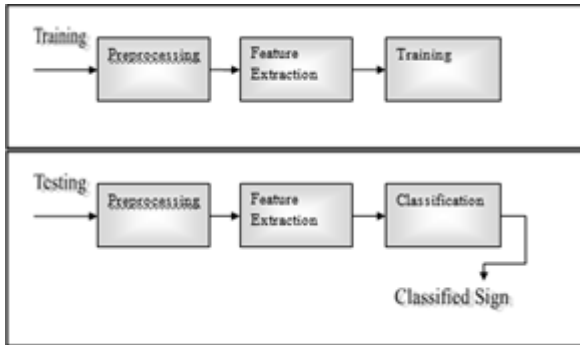 Training
Preprocessing
Feature
Extraction
Training
Testing
Preprocessing
Feature
Extraction
Classification
Classified Sign